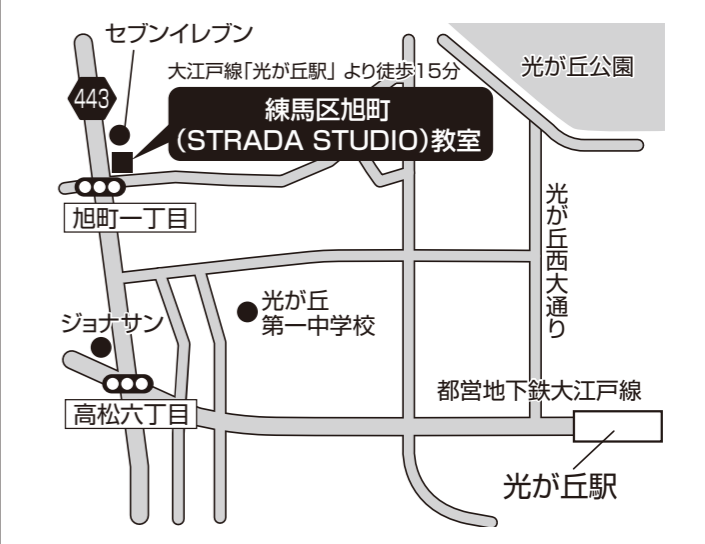 セブンイレブン
大江戸線「光が丘駅」より徒歩15分
光が丘公園
443
練馬区旭町
(STRADA STUDIO)教室
旭町一丁目
光が丘西大通り
光が丘
第一中学校
ジョナサン
都営地下鉄大江戸線
高松六丁目
光が丘駅